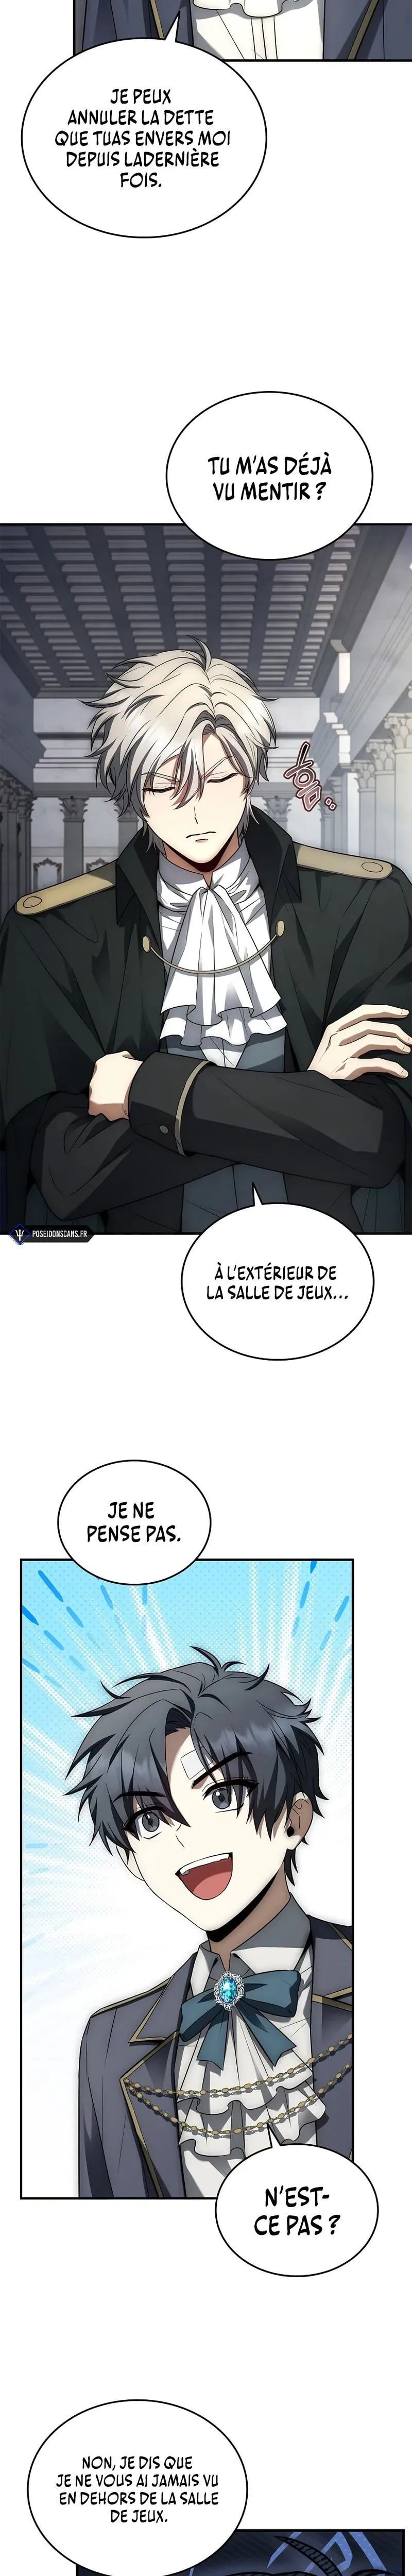 JE PEUX
ANNULER LA DETTE
QUE TUAS ENVERS MOI
DEPUIS LADERNIÈRE
FOIS.
TU M'AS DÉJÀ
VU MENTIR ?
POSEIDONSCANS.FR
À L'EXTÉRIEUR DE
LA SALLE DE JEUX...
JE NE
PENSE PAS.
N'EST-
CE PAS ?
NON, JE DIS QUE
JE NE VOUS AI JAMAIS VU
EN DEHORS DE LA SALLE
DE JEUX.